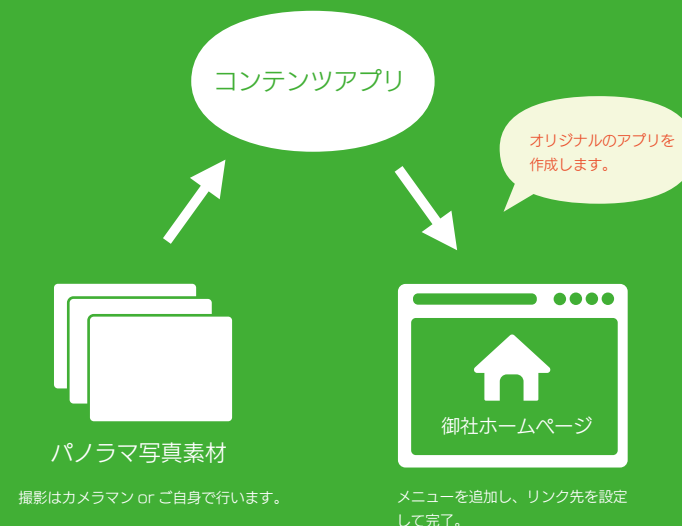 コンテンツアプリ
オリジナルのアプリを
作成します。
パノラマ写真素材
撮影はカメラマン or ご自身で行います。
御社ホームページ
メニューを追加し、リンク先を設定
して完了。